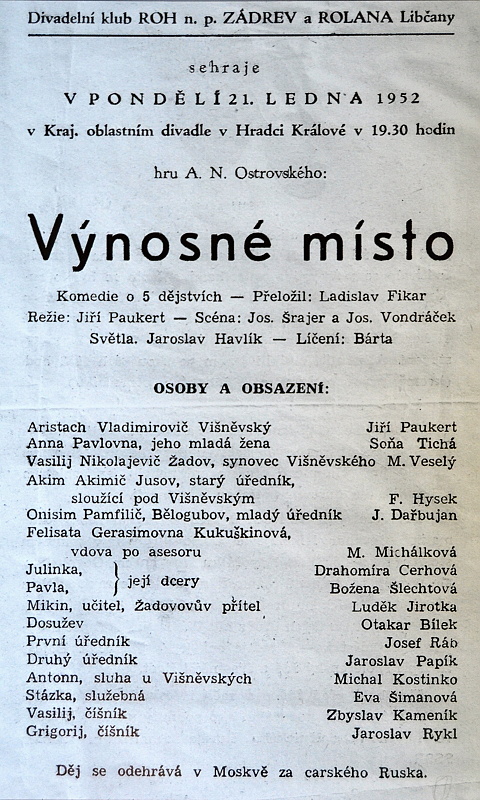 Divadelní klub ROH n. p. ZÁDREV a ROLANA Libčany
sehraje
V PONDĚLÍ 21. LEDNA 1952
v Kraj. oblastním divadle v Hradci Králové v 19.30 hodin
hru A. N. Ostrovského:
Výnosné místo
Komedie o 5 dějstvích — Přeložil: Ladislav Fikar
Režie: Jiří Paukert — Scéna: Jos. Šrajer a Jos. Vondráček
Světla. Jaroslav Havlík — Líčení: Bárta
OSOBY A OBSAZENÍ:
Aristach Vladimirovič Višněvský Jiří Paukert
Anna Pavlovna, jeho mladá žena Soňa Tichá
Vasilij Nikolajevič Žadov, synovec Višněvského M. Veselý
Akim Akimič Jusov, starý úředník,
sloužící pod Višněvským F. Hysek
Onisim Pamfilič, Bělogubov, mladý úředník J. Dařbujan
Felisata Gerasimovna Kukuškinová,
vdova po asesoru M. Michálková
Julinka, Drahomíra Cerhová
} její dcery
Pavla, Božena Šlechtová
Mikin, učitel, Žadovovův přítel Luděk Jirotka
Dosužev Otakar Bílek
První úředník Josef Ráb
Druhý úředník Jaroslav Papík
Antonn, sluha u Višněvských Michal Kostinko
Stázka, služebná Eva Šimanová
Vasilij, číšník Zbyslav Kameník
Grigorij, číšník Jaroslav Rykl
Děj se odehrává v Moskvě za carského Ruska.